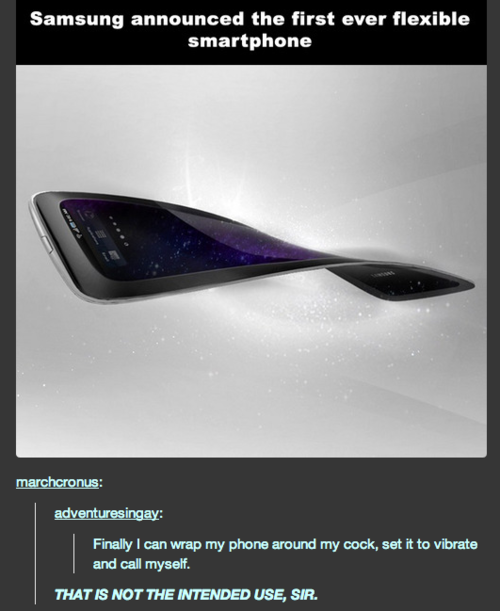 Samsung announced the first ever flexible
smartphone
SAMSUNG
marchcronus:
adventuresingay:
Finally I can wrap my phone around my cock, set it to vibrate
and call myself.
THAT IS NOT THE INTENDED USE, SIR.